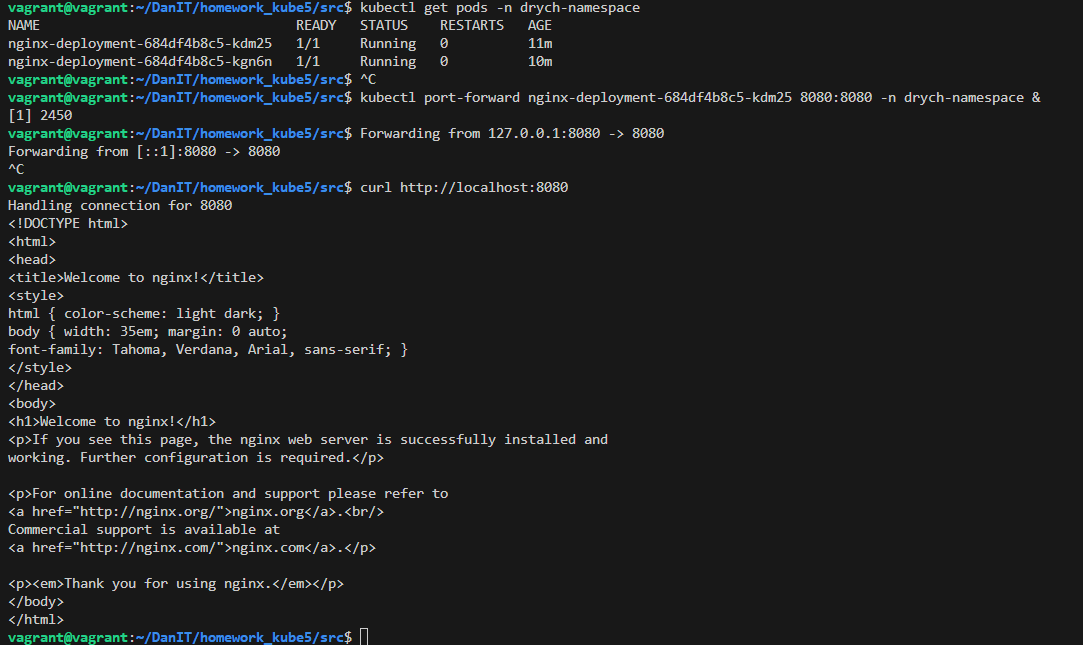 vagrant@vagrant:~/DanIT/homework_kube5/src$ kubectl get pods -n drych-namespace
NAME                                READY   STATUS    RESTARTS   AGE
nginx-deployment-684df4b8c5-kdm25   1/1     Running   0          11m
nginx-deployment-684df4b8c5-kgn6n   1/1     Running   0          10m
vagrant@vagrant:~/DanIT/homework_kube5/src$ ^C
vagrant@vagrant:~/DanIT/homework_kube5/src$ kubectl port-forward nginx-deployment-684df4b8c5-kdm25 8080:8080 -n drych-namespace &
[1] 2450
vagrant@vagrant:~/DanIT/homework_kube5/src$ Forwarding from 127.0.0.1:8080 -> 8080
Forwarding from [::1]:8080 -> 8080
^C
vagrant@vagrant:~/DanIT/homework_kube5/src$ curl http://localhost:8080
Handling connection for 8080
<!DOCTYPE html>
<html>
<head>
<title>Welcome to nginx!</title>
<style>
html { color-scheme: light dark; }
body { width: 35em; margin: 0 auto;
font-family: Tahoma, Verdana, Arial, sans-serif; }
</style>
</head>
<body>
<h1>Welcome to nginx!</h1>
<p>If you see this page, the nginx web server is successfully installed and
working. Further configuration is required.</p>

<p>For online documentation and support please refer to
<a href="http://nginx.org/">nginx.org</a>.<br/>
Commercial support is available at
<a href="http://nginx.com/">nginx.com</a>.</p>

<p><em>Thank you for using nginx.</em></p>
</body>
</html>
vagrant@vagrant:~/DanIT/homework_kube5/src$